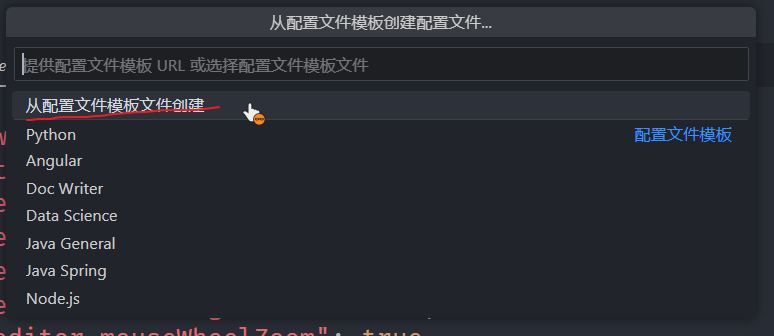 从配置文件模板创建配置文件...
提供配置文件模板 URL 或选择配置文件模板文件
从配置文件模板文件创建
Python 配置文件模板
Angular
Doc Writer
Data Science
Java General
Java Spring
Node.js
editor.mouseWheelZoom": true